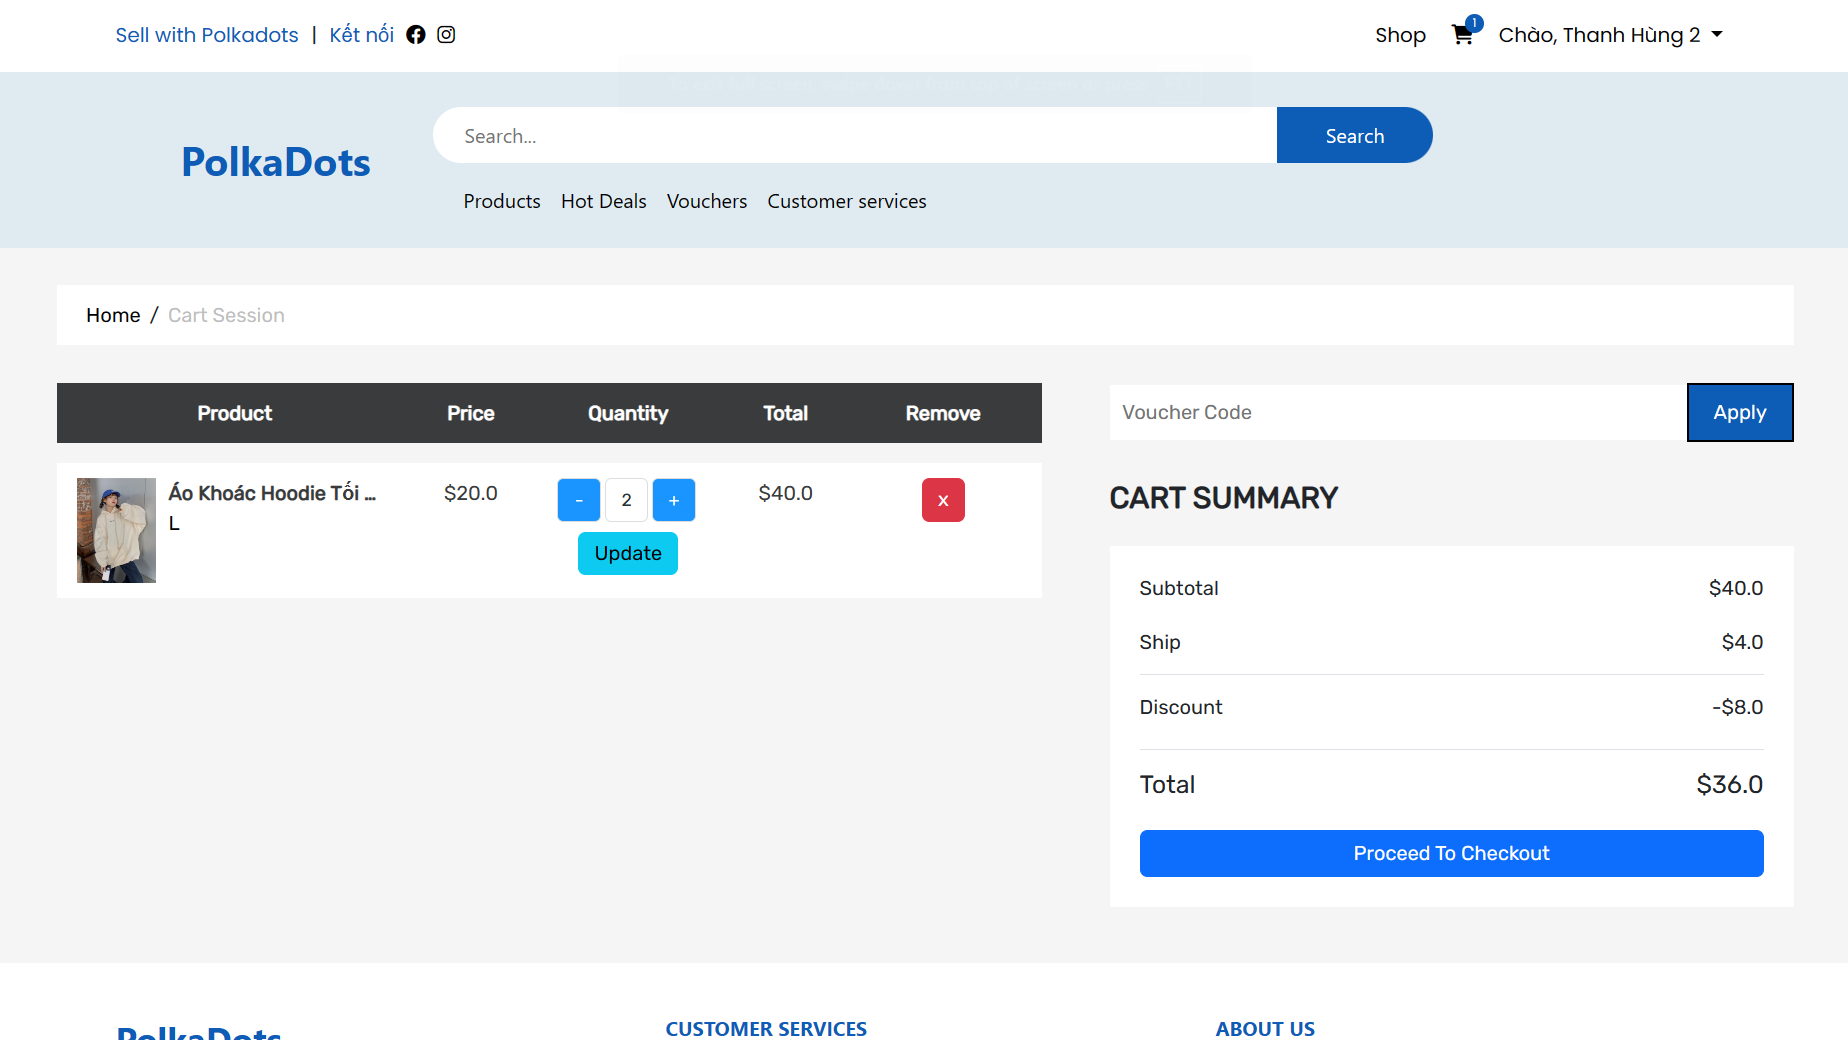 Sell with Polkadots | Kết nối
Shop 1 Chào, Thanh Hùng 2
PolkaDots
Search...
Search
Products Hot Deals Vouchers Customer services
Home / Cart Session
Product Price Quantity Total Remove
Áo Khoác Hoodie Tối ...
L
$20.0
- 2 +
Update
$40.0
x
Voucher Code
Apply
CART SUMMARY
Subtotal $40.0
Ship $4.0
Discount -$8.0
Total $36.0
Proceed To Checkout
PolkaDots
CUSTOMER SERVICES
ABOUT US